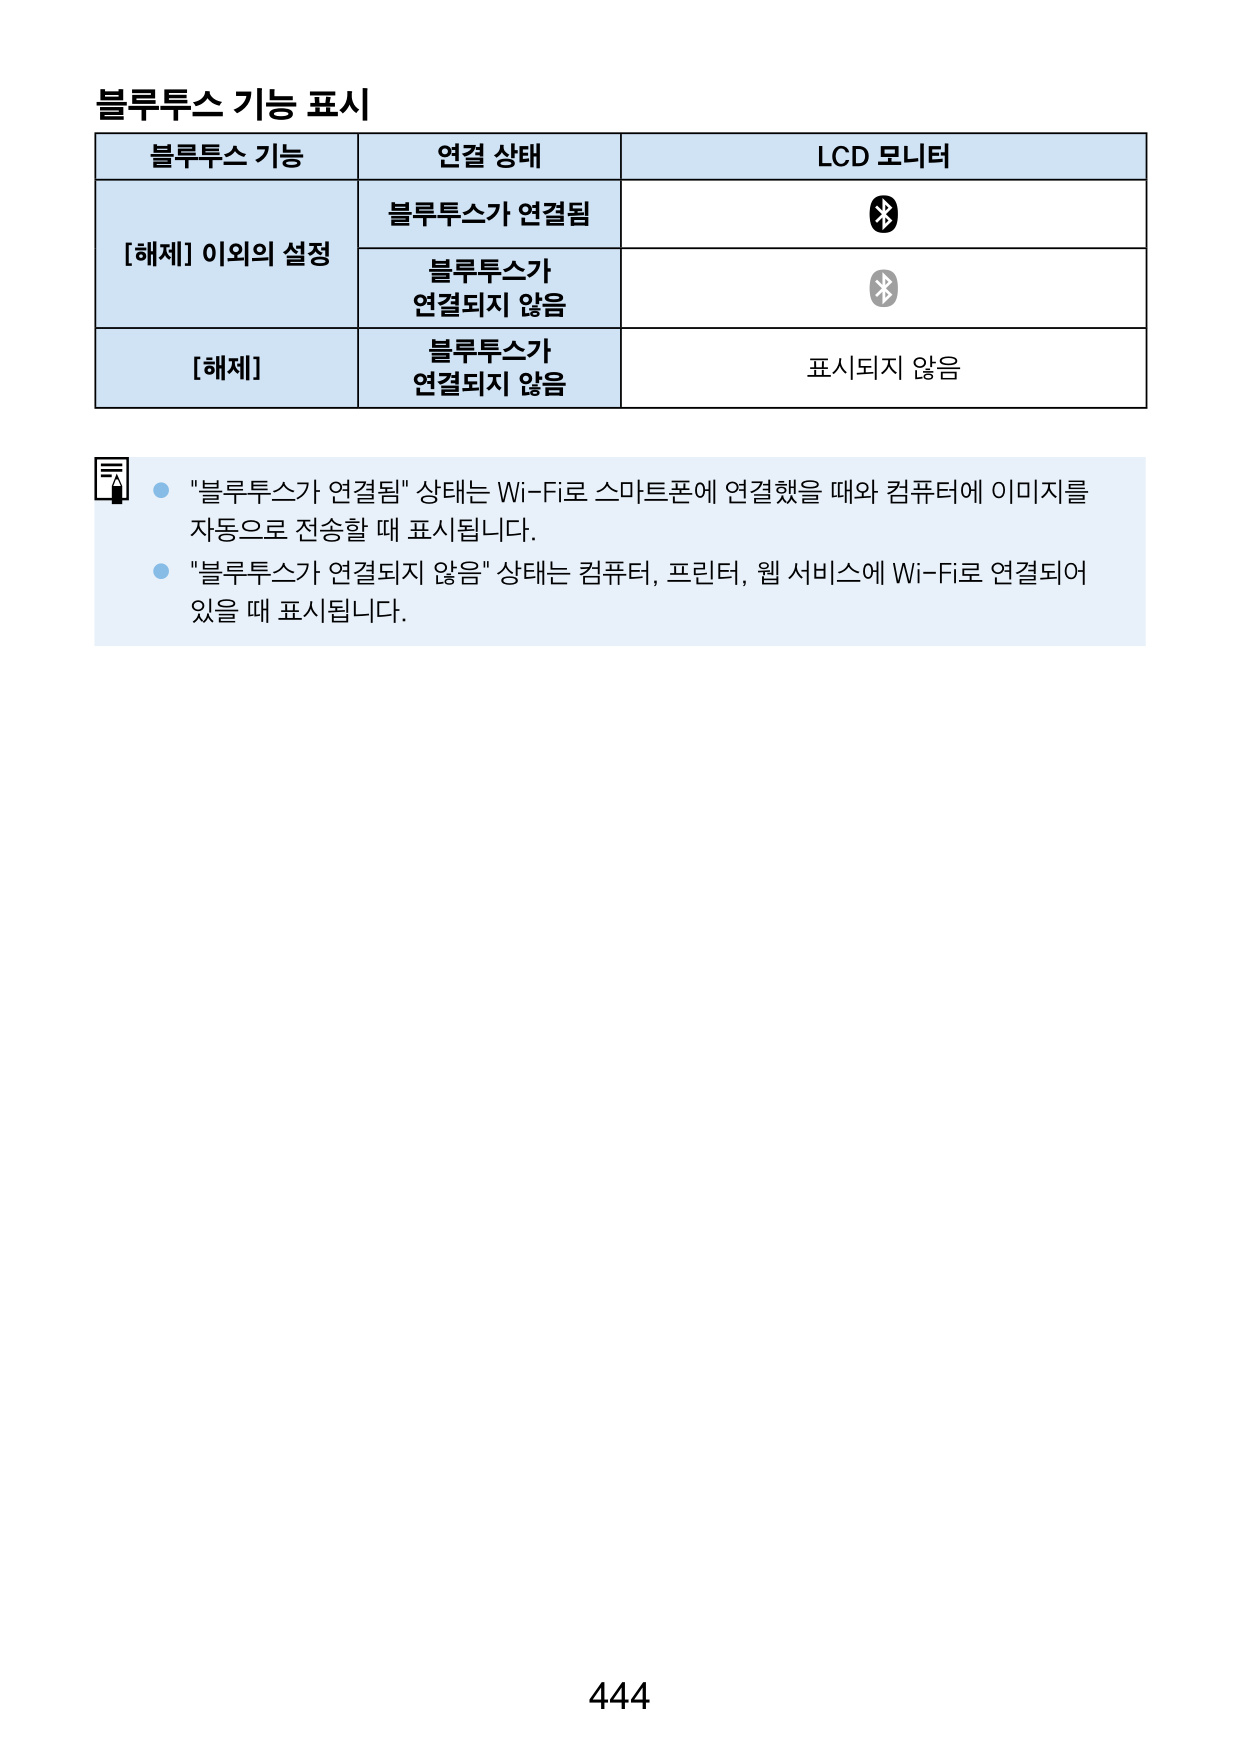 블루투스 기능 표시
블루투스 기능 연결 상태 LCD 모니터
[해제] 이외의 설정
블루투스가 연결됨
블루투스가
연결되지 않음
[해제]
블루투스가
연결되지 않음
표시되지 않음
"블루투스가 연결됨" 상태는 Wi-Fi로 스마트폰에 연결했을 때와 컴퓨터에 이미지를
자동으로 전송할 때 표시됩니다.
"블루투스가 연결되지 않음" 상태는 컴퓨터, 프린터, 웹 서비스에 Wi-Fi로 연결되어
있을 때 표시됩니다.
444